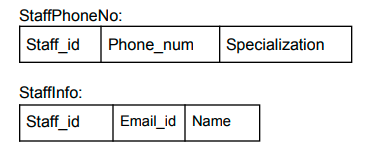 StaffPhoneNo:
Staff_id Phone_num Specialization
StaffInfo:
Staff_id Email_id Name